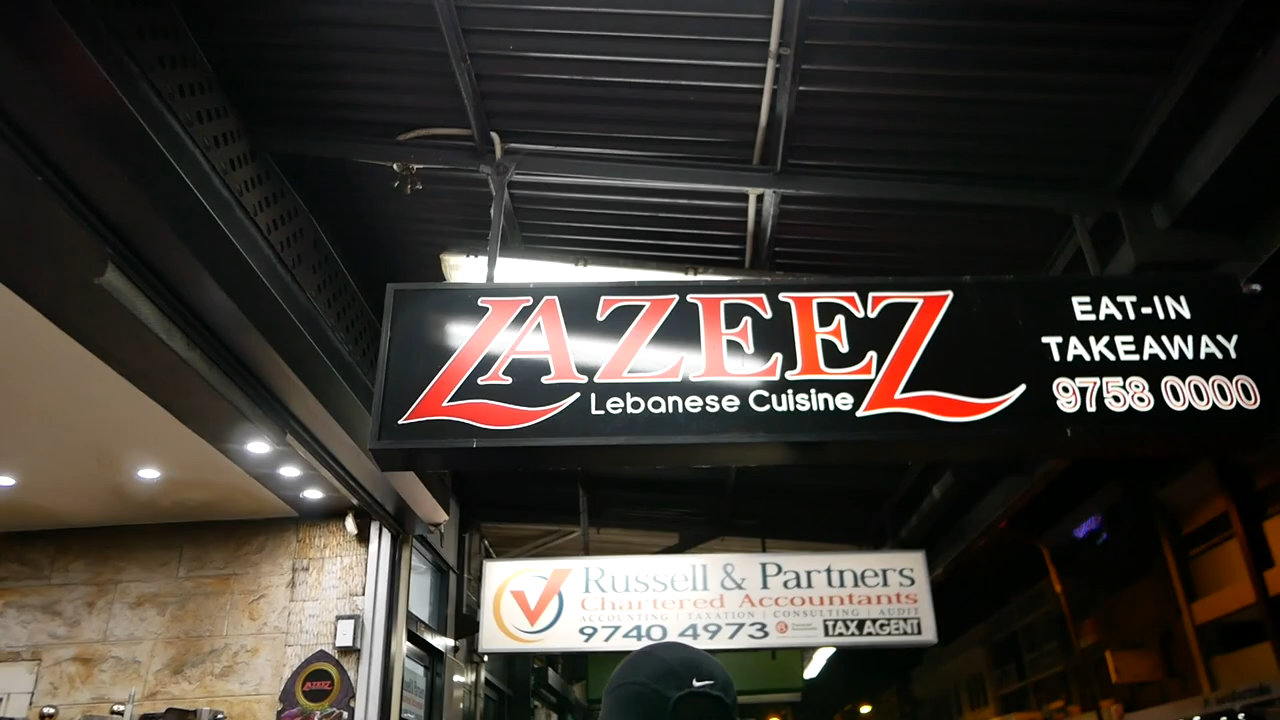 LAZEEZ
Lebanese Cuisine
EAT-IN
TAKEAWAY
9758 0000
Russell & Partners
Chartered Accountants
ACCOUNTING | TAXATION | CONSULTING | AUDIT
9740 4973
TAX AGENT
LAZEEZ